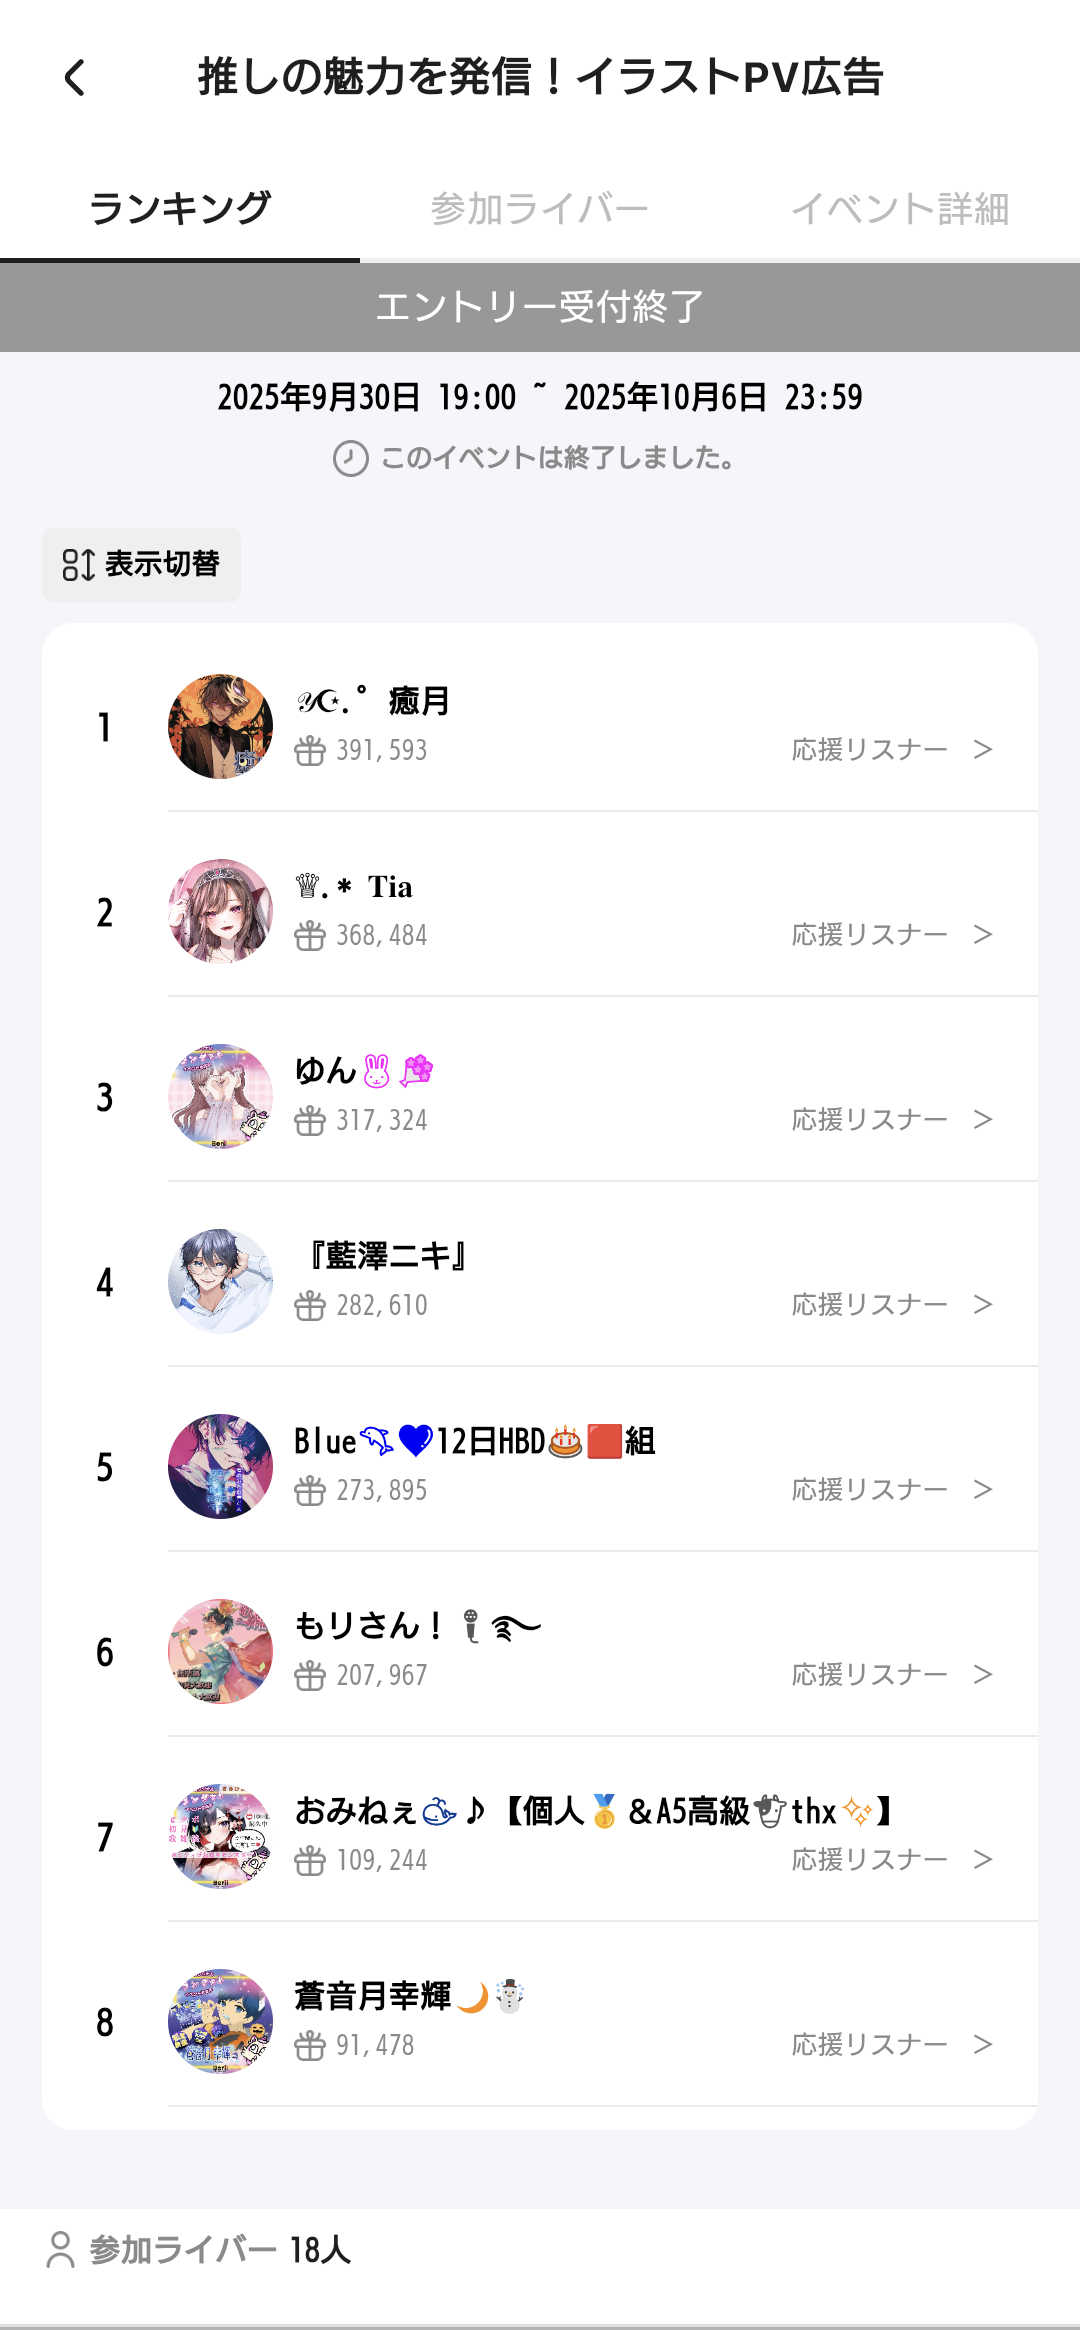 推しの魅力を発信！イラストPV広告
ランキング
参加ライバー
イベント詳細
エントリー受付終了
2025年9月30日 19:00 ~ 2025年10月6日 23:59
このイベントは終了しました。
表示切替
1
𝒴☪.゜癒月
391,593
応援リスナー >
2
♕.* 𝐓𝐢𝐚
368,484
応援リスナー >
3
ゆん🐰💐
317,324
応援リスナー >
4
『藍澤ニキ』
282,610
応援リスナー >
5
Blue🐬💙12日HBD🎂🟥組
273,895
応援リスナー >
6
もりさん！🎤࿐
207,967
応援リスナー >
7
おみねぇ🐳♪【個人🥇＆A5高級🐮thx✨】
109,244
応援リスナー >
8
蒼音月幸輝🌙☃️
91,478
応援リスナー >
参加ライバー 18人